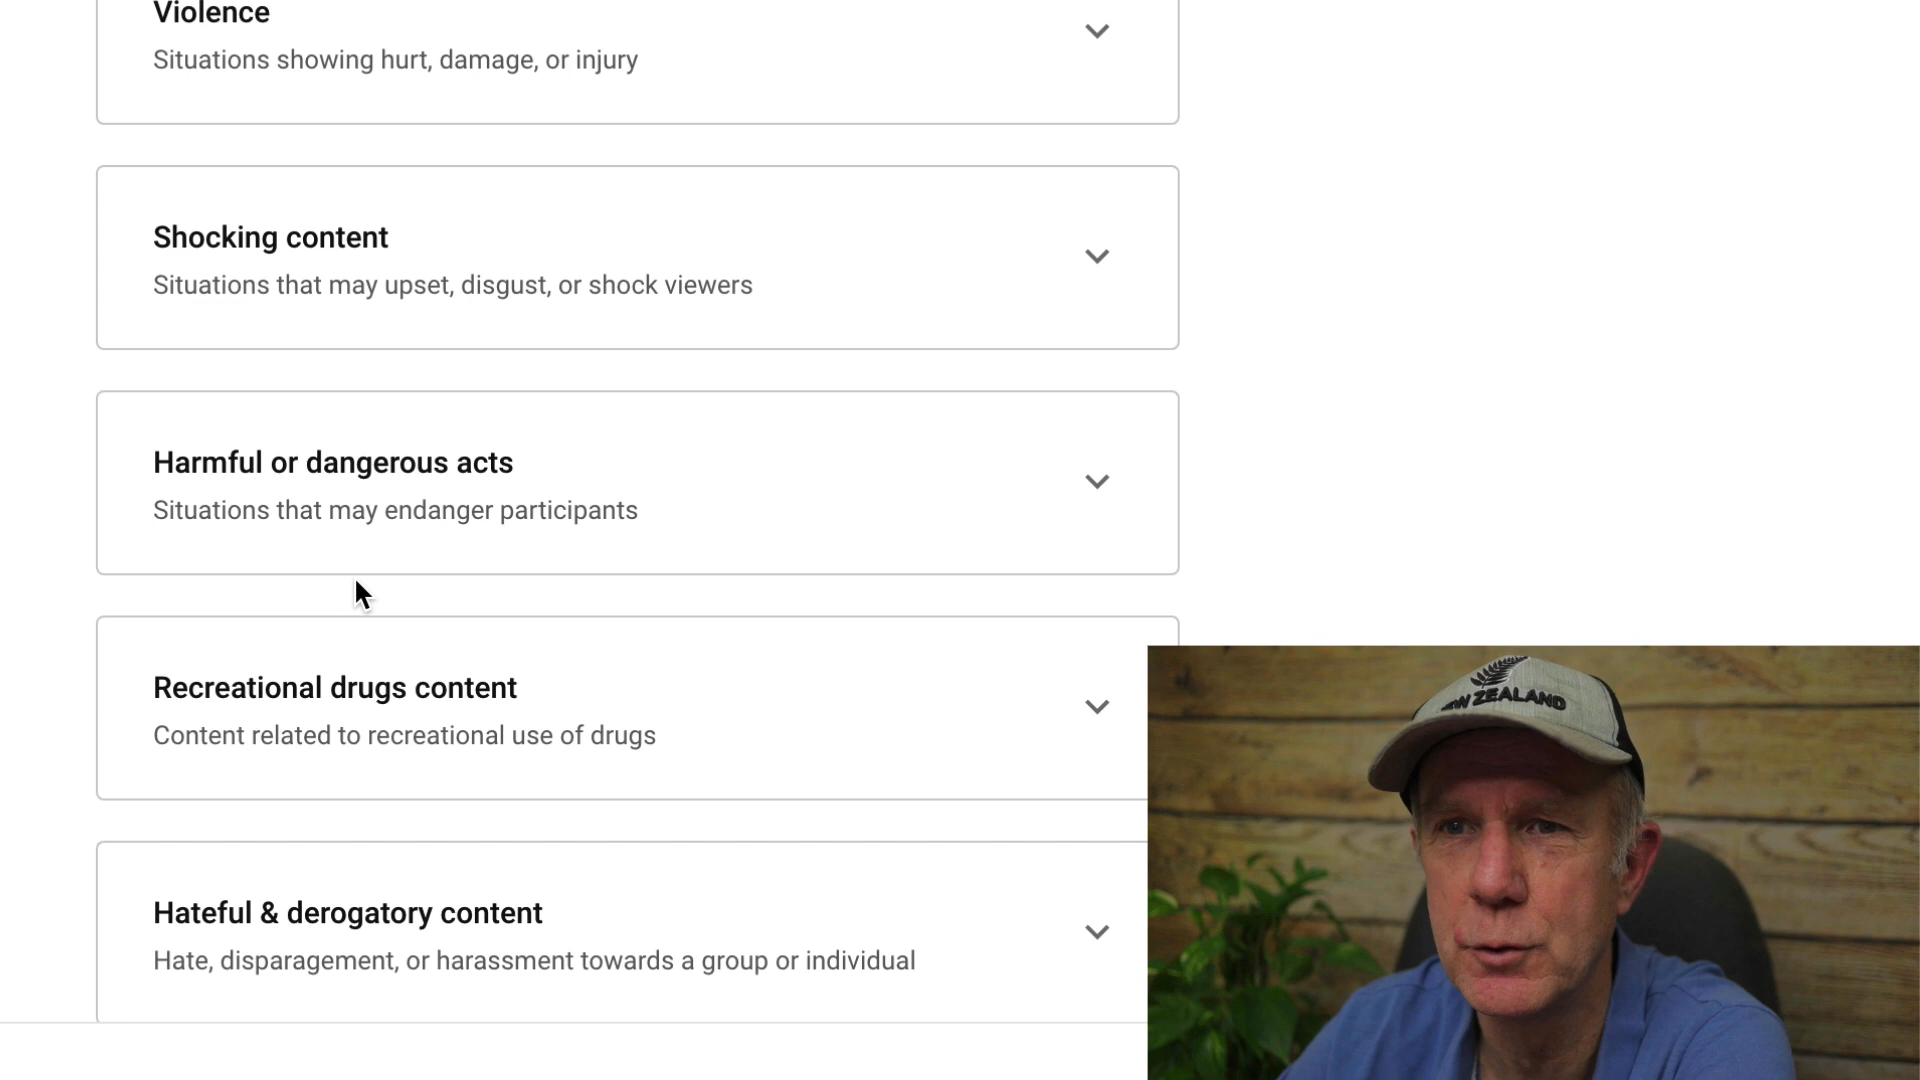 Violence
Situations showing hurt, damage, or injury
Shocking content
Situations that may upset, disgust, or shock viewers
Harmful or dangerous acts
Situations that may endanger participants
Recreational drugs content
Content related to recreational use of drugs
Hateful & derogatory content
Hate, disparagement, or harassment towards a group or individual
NEW ZEALAND